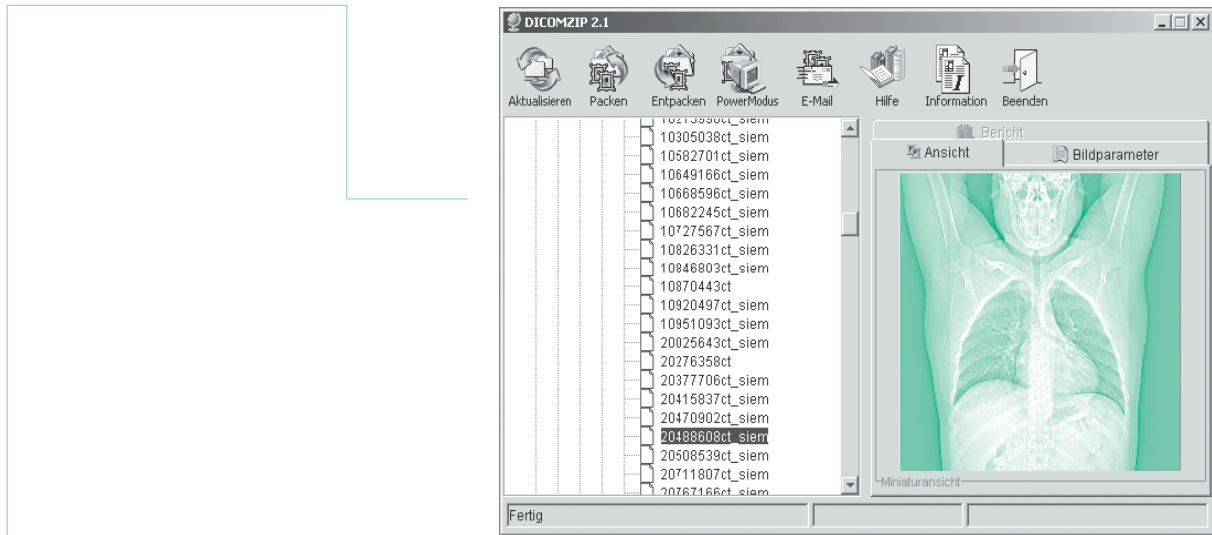 DICOMZIP 2.1
Aktualisieren Packen Entpacken PowerModus E-Mail Hilfe Information Beenden
10305038ct_siem
10582701ct_siem
10649166ct_siem
10668596ct_siem
10682245ct_siem
10727567ct_siem
10826331ct_siem
10846803ct_siem
10870443ct
10920497ct_siem
10951093ct_siem
20025643ct_siem
20276358ct
20377706ct_siem
20415837ct_siem
20470902ct_siem
20488608ct_siem
20508539ct_siem
20711807ct_siem
20767166ct_siem
Bericht
Ansicht Bildparameter
Miniaturansicht
Fertig